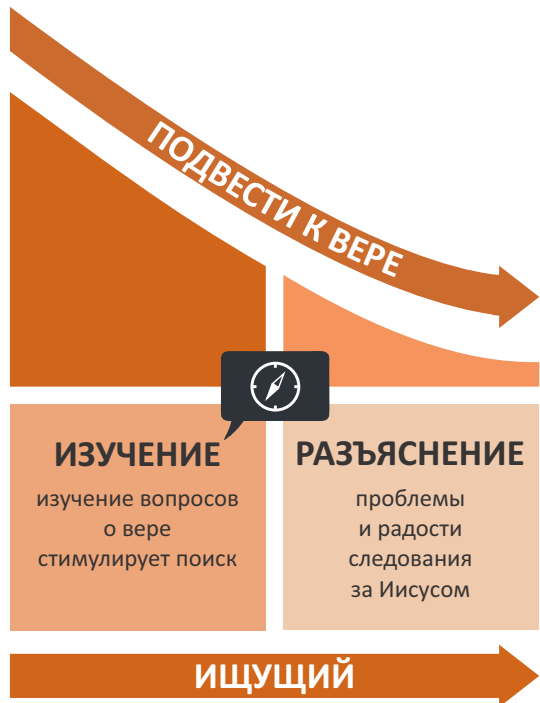 ПОДВЕСТИ К ВЕРЕ
ИЗУЧЕНИЕ
изучение вопросов
о вере
стимулирует поиск
РАЗЪЯСНЕНИЕ
проблемы
и радости
следования
за Иисусом
ИЩУЩИЙ